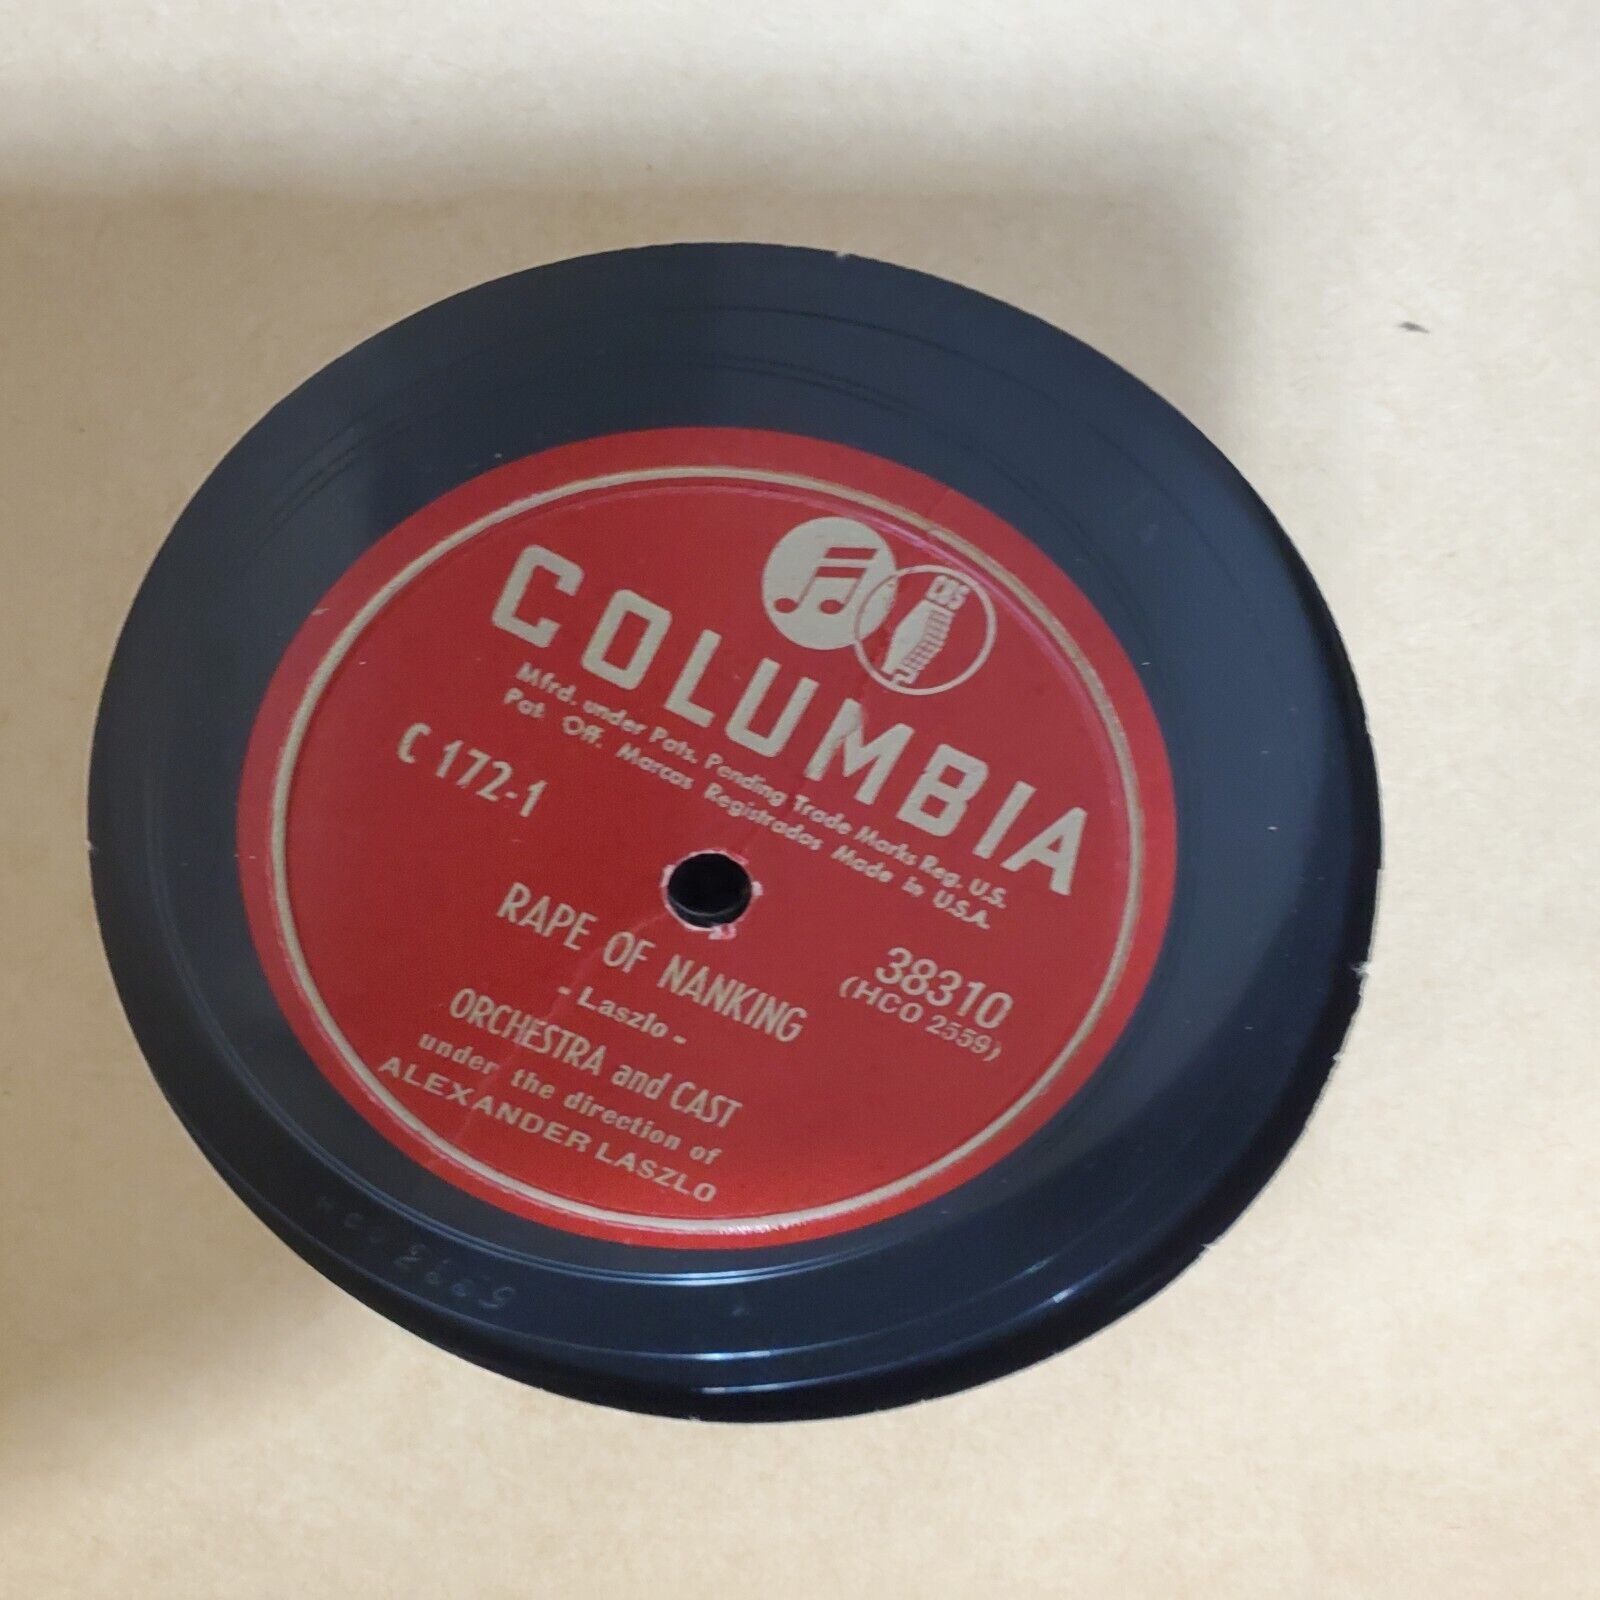 CBS
COLUMBIA
Mfrd. under Pats. Pending Trade Marks Reg. U.S.
Pat. Off. Marcas Registradas Made in U.S.A.
C 172-1
38310
(HCO 2559)
RAPE OF NANKING
- Laszlo -
ORCHESTRA and CAST
under the direction of
ALEXANDER LASZLO